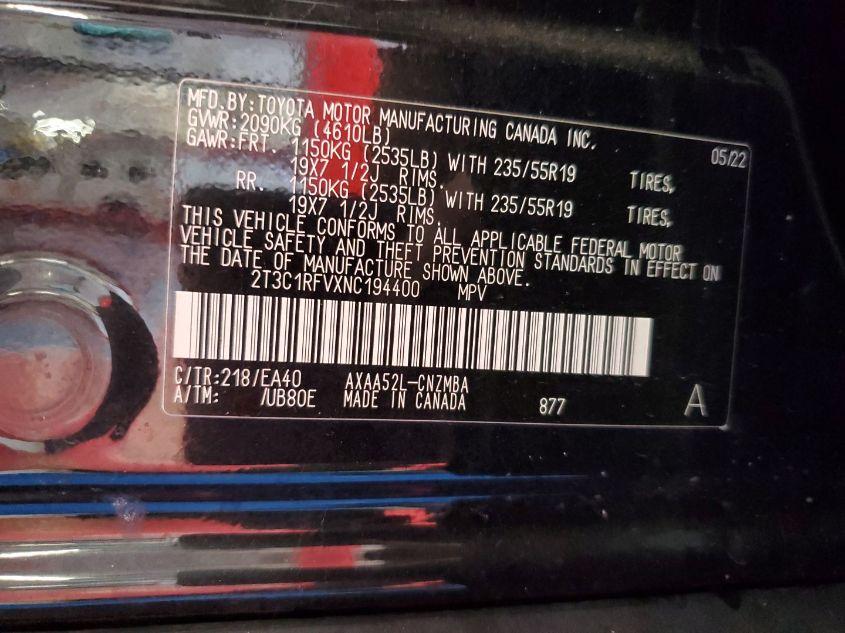 MFD.BY:TOYOTA MOTOR MANUFACTURING CANADA INC.
GVWR:2090KG (4610LB) 05/22
GAWR:FRT. 1150KG (2535LB) WITH 235/55R19 TIRES,
19X7 1/2J RIMS.
RR. 1150KG (2535LB) WITH 235/55R19 TIRES,
19X7 1/2J RIMS.
THIS VEHICLE CONFORMS TO ALL APPLICABLE FEDERAL MOTOR
VEHICLE SAFETY AND THEFT PREVENTION STANDARDS IN EFFECT ON
THE DATE OF MANUFACTURE SHOWN ABOVE.
2T3C1RFVXNC194400 MPV
C/TR:218/EA40 AXAA52L-CNZMBA
A/TM: /UB80E MADE IN CANADA 877 A